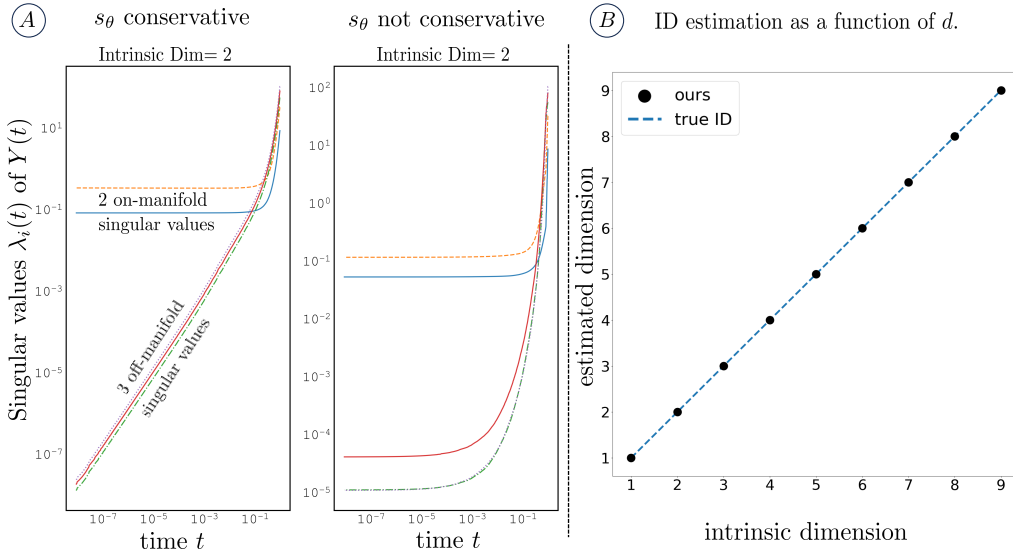 A
s_θ conservative
s_θ not conservative
B
ID estimation as a function of d.
Intrinsic Dim= 2
Intrinsic Dim= 2
Singular values λ_i(t) of Y(t)
10^1
10^-1
10^-3
10^-5
10^-7
2 on-manifold
singular values
3 off-manifold
singular values
10^-7
10^-5
10^-3
10^-1
time t
10^2
10^1
10^0
10^-1
10^-2
10^-3
10^-4
10^-5
10^-7
10^-5
10^-3
10^-1
time t
ours
true ID
estimated dimension
9
8
7
6
5
4
3
2
1
1 2 3 4 5 6 7 8 9
intrinsic dimension